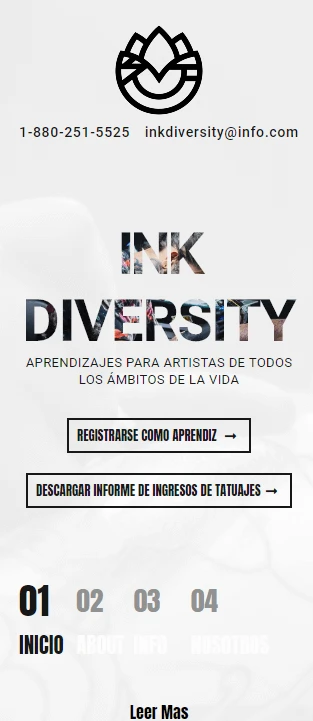 1-880-251-5525 inkdiversity@info.com
INK
DIVERSITY
APRENDIZAJES PARA ARTISTAS DE TODOS
LOS ÁMBITOS DE LA VIDA
REGISTRARSE COMO APRENDIZ →
DESCARGAR INFORME DE INGRESOS DE TATUAJES →
01 02 03 04
INICIO ABOUT INFO NOSOTROS
Leer Mas